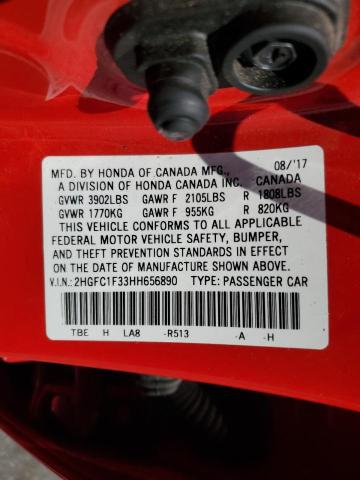 MFD. BY HONDA OF CANADA MFG., 08/'17
A DIVISION OF HONDA CANADA INC. CANADA
GVWR 3902LBS GAWR F 2105LBS R 1808LBS
GVWR 1770KG GAWR F 955KG R 820KG
THIS VEHICLE CONFORMS TO ALL APPLICABLE
FEDERAL MOTOR VEHICLE SAFETY, BUMPER,
AND THEFT PREVENTION STANDARDS IN EFFECT
ON THE DATE OF MANUFACTURE SHOWN ABOVE.
V.I.N.: 2HGFC1F33HH656890 TYPE: PASSENGER CAR
TBE H LA8 -R513 -A -H